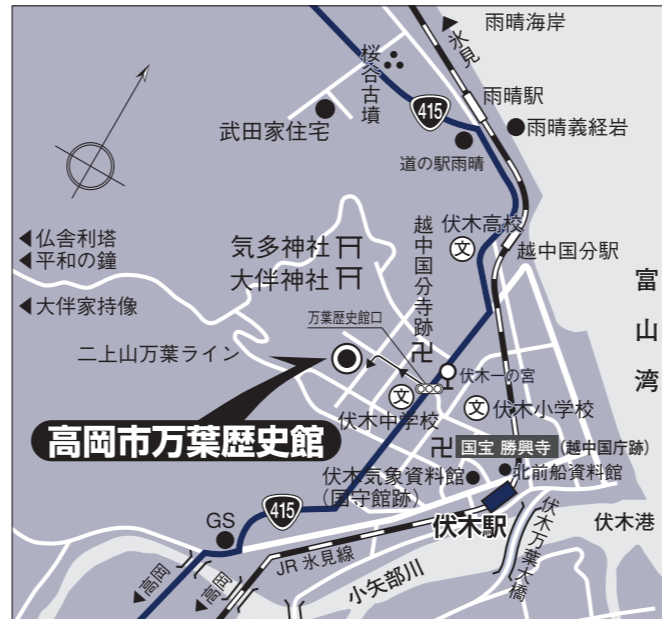 雨晴海岸
▲氷見
桜谷古墳
雨晴駅
415
武田家住宅
雨晴義経岩
道の駅雨晴
伏木高校
文
越中国分寺跡
越中国分駅
◀仏舎利塔
◀平和の鐘
気多神社
大伴神社
◀大伴家持像
万葉歴史館口
富山湾
二上山万葉ライン
卍
伏木一の宮
文
伏木中学校
文
伏木小学校
高岡市万葉歴史館
卍
国宝 勝興寺(越中国庁跡)
伏木気象資料館
(国守館跡)
北前船資料館
415
GS
伏木駅
伏木港
伏木万葉大橋
JR 氷見線
小矢部川
▲高岡
▲高岡